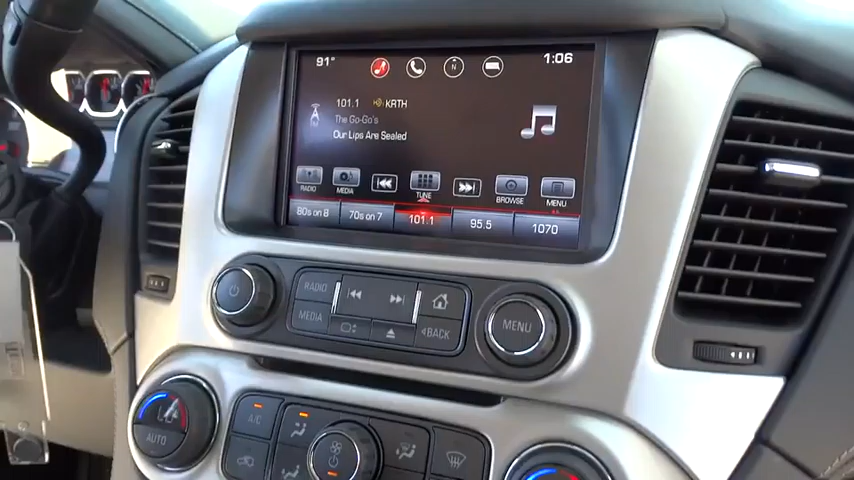 91° N 1:06
101.1 HD KRTH
The Go-Go's
Our Lips Are Sealed
RADIO MEDIA TUNE BROWSE MENU
80s on 8 70s on 7 101.1 95.5 1070
RADIO
MEDIA
BACK
MENU
AUTO
A/C